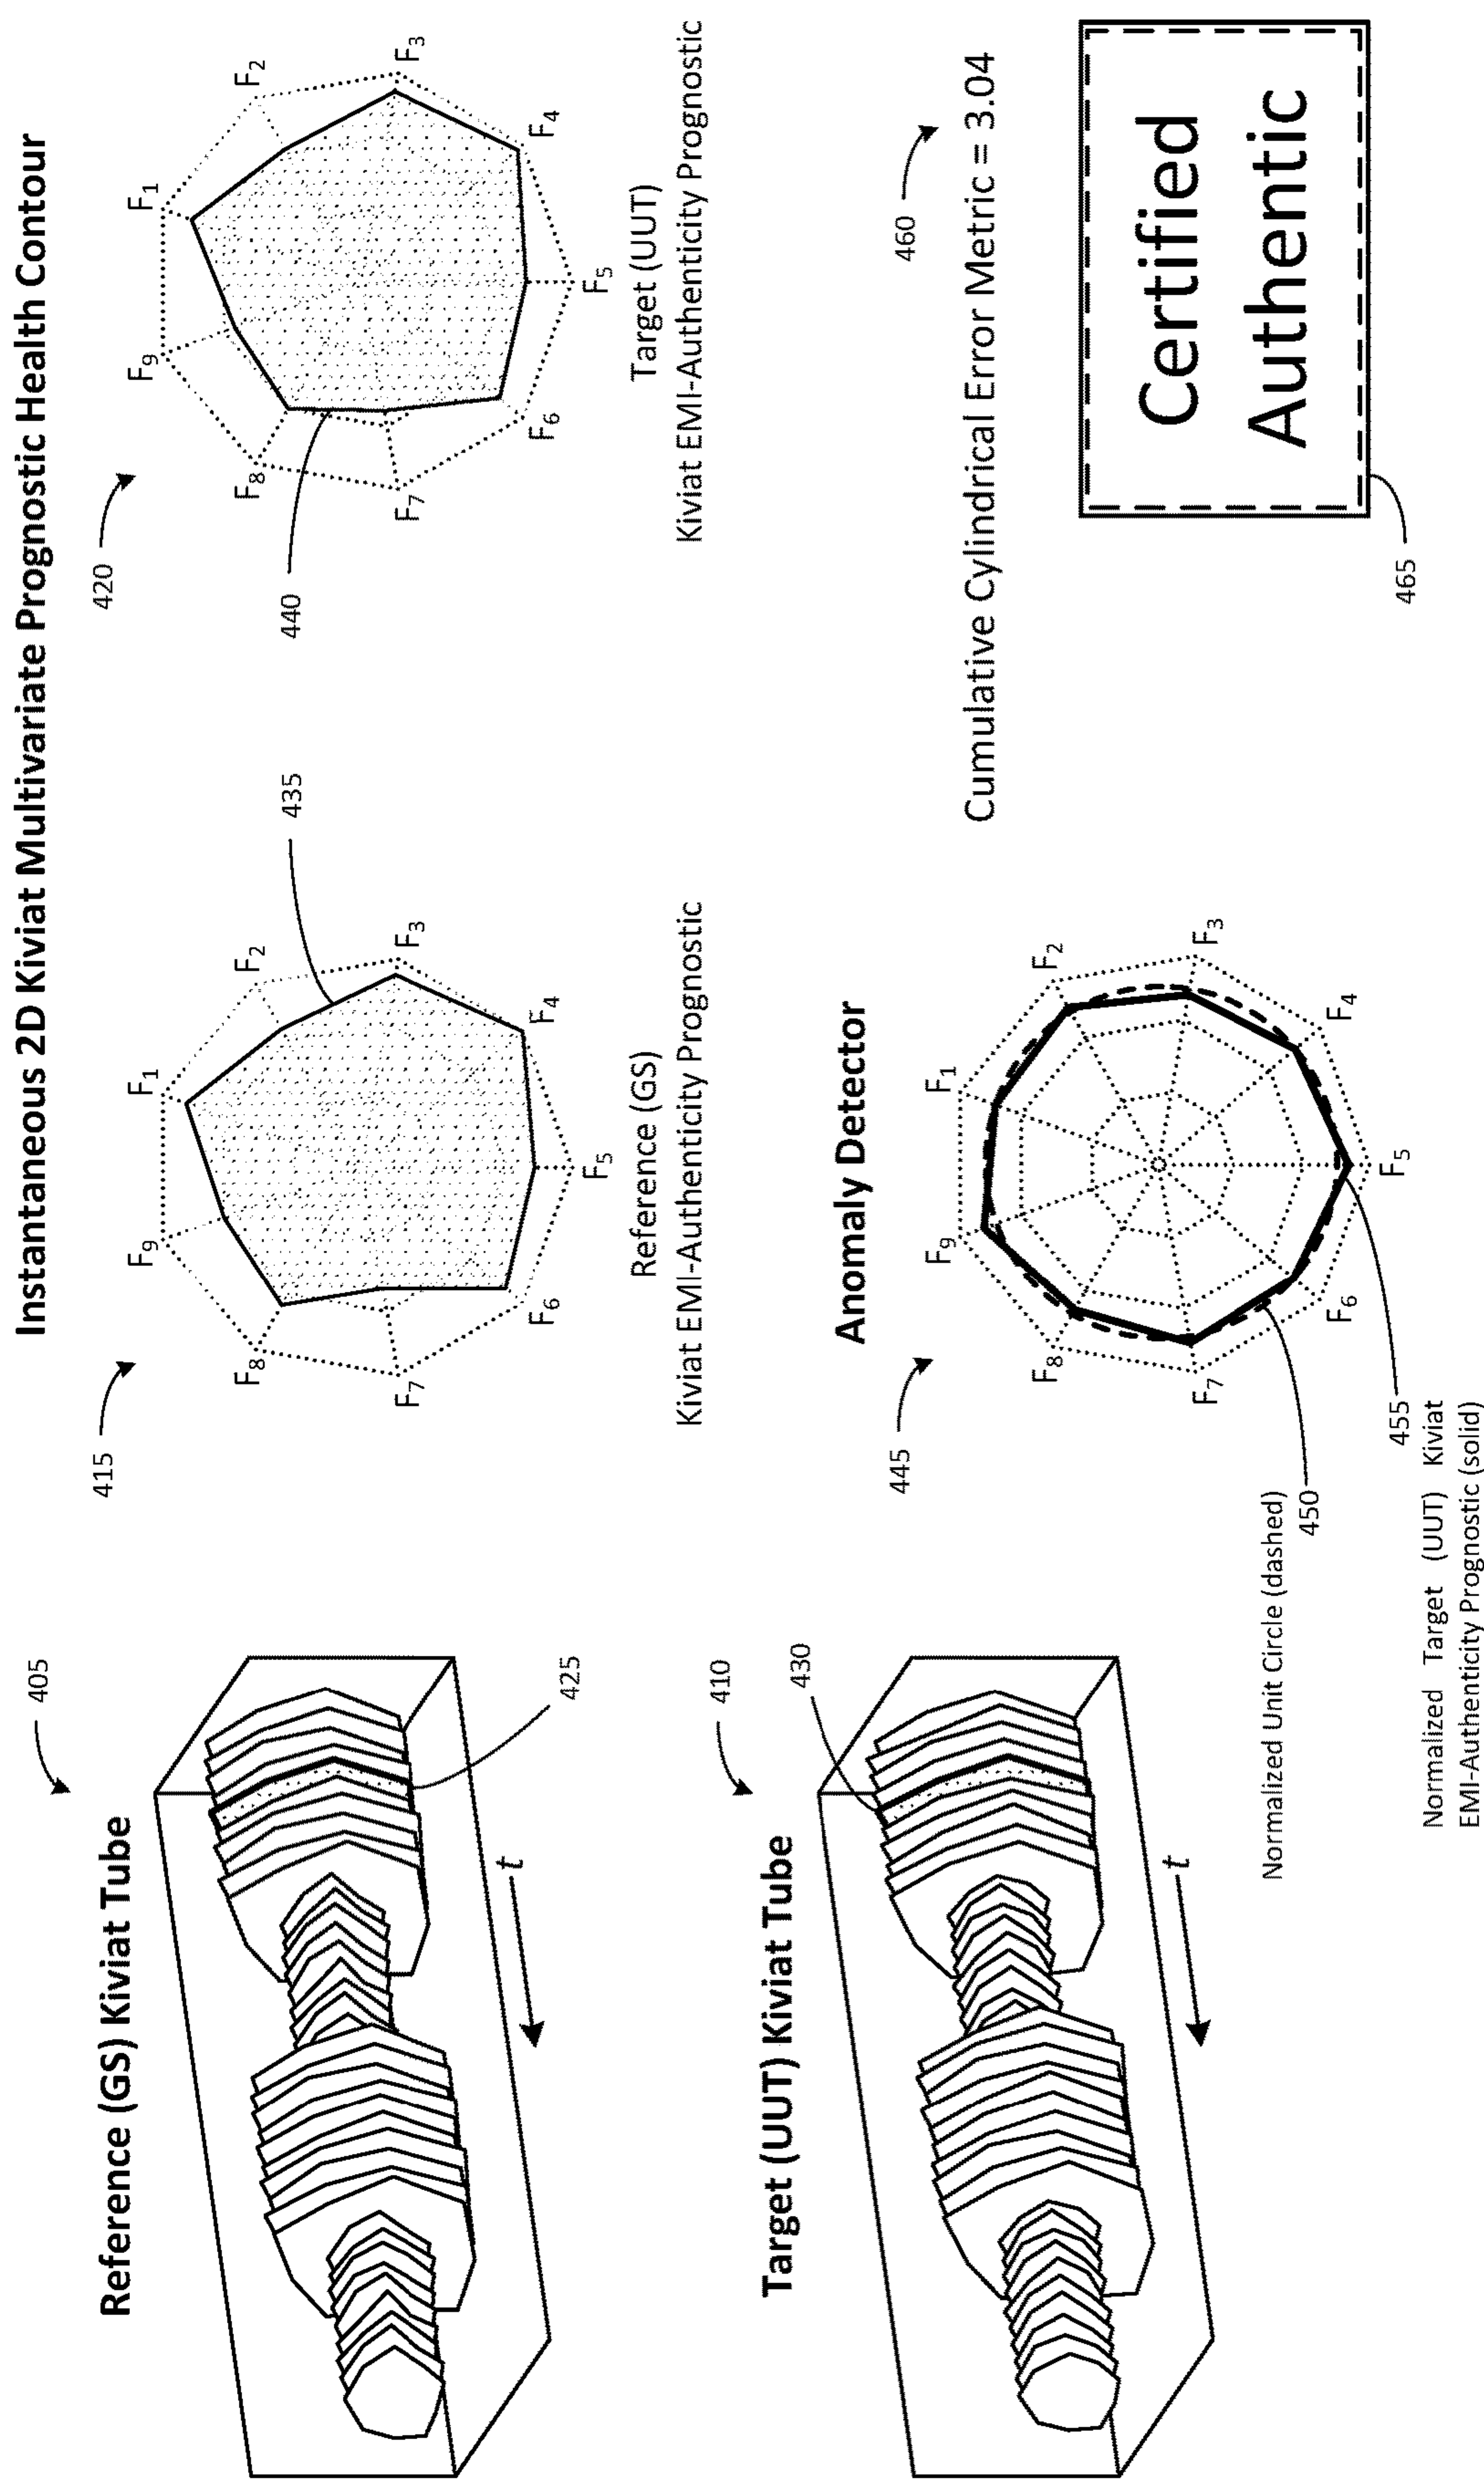 Instantaneous 2D Kiviat Multivariate Prognostic Health Contour
405
Reference (GS) Kiviat Tube
425
t
415
435
F1
F2
F3
F4
F5
F6
F7
F8
F9
Reference (GS)
Kiviat EMI-Authenticity Prognostic
420
440
F1
F2
F3
F4
F5
F6
F7
F8
F9
Target (UUT)
Kiviat EMI-Authenticity Prognostic
410
430
Target (UUT) Kiviat Tube
t
Anomaly Detector
445
F1
F2
F3
F4
F5
F6
F7
F8
F9
Normalized Unit Circle (dashed)
450
455
Normalized Target (UUT) Kiviat
EMI-Authenticity Prognostic (solid)
460
Cumulative Cylindrical Error Metric = 3.04
Certified
Authentic
465